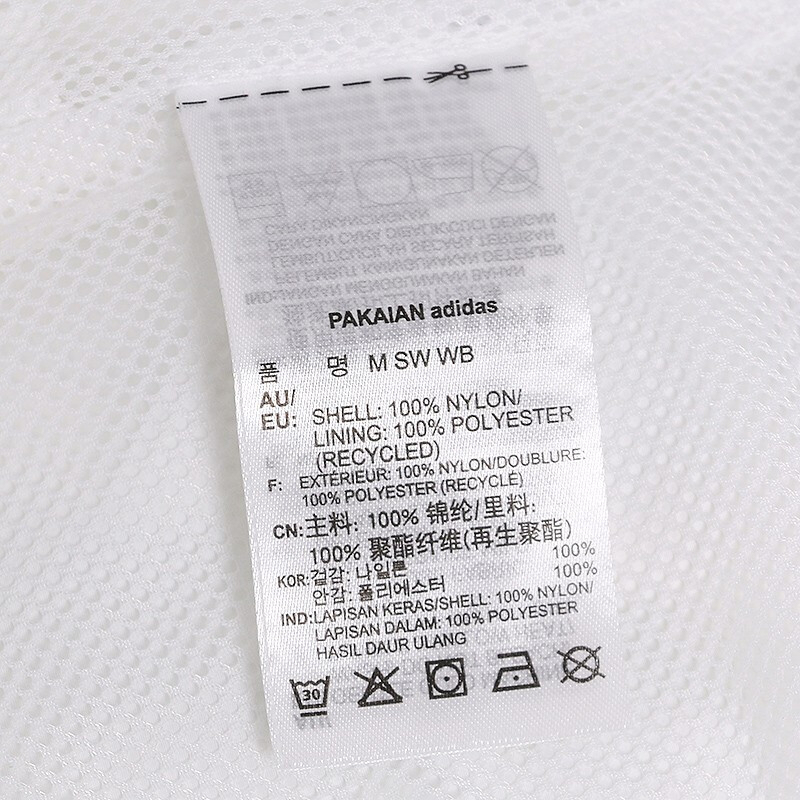 PAKAIAN adidas
품 명 M SW WB
AU/
EU: SHELL: 100% NYLON/
LINING: 100% POLYESTER
(RECYCLED)
F: EXTÉRIEUR: 100% NYLON/DOUBLURE:
100% POLYESTER (RECYCLÉ)
CN:主料: 100% 锦纶/里料:
100% 聚酯纤维(再生聚酯)
KOR:겉감: 나일론 100%
안감: 폴리에스터 100%
IND:LAPISAN KERAS/SHELL: 100% NYLON/
LAPISAN DALAM: 100% POLYESTER
HASIL DAUR ULANG
30